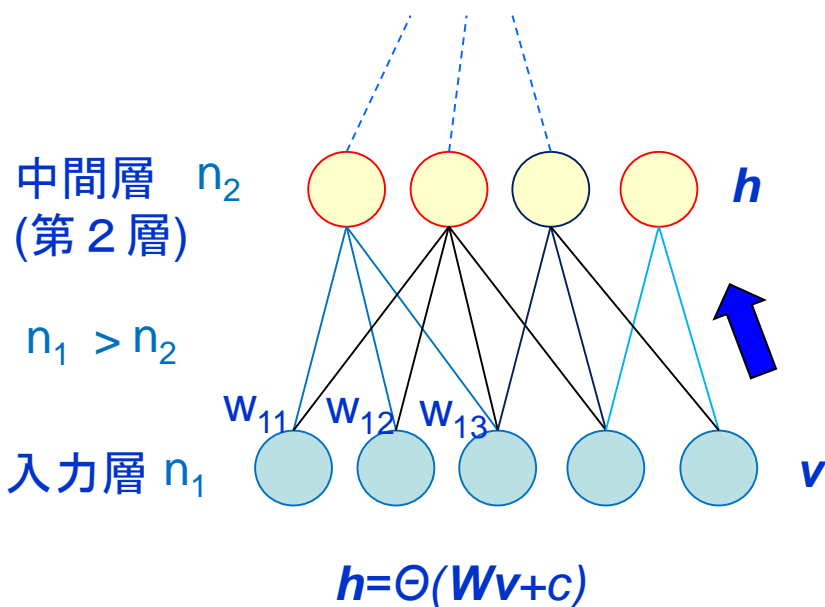 中間層 n₂
(第２層)
h
n₁ > n₂
w₁₁ w₁₂ w₁₃
入力層 n₁
v
h=Θ(Wv+c)